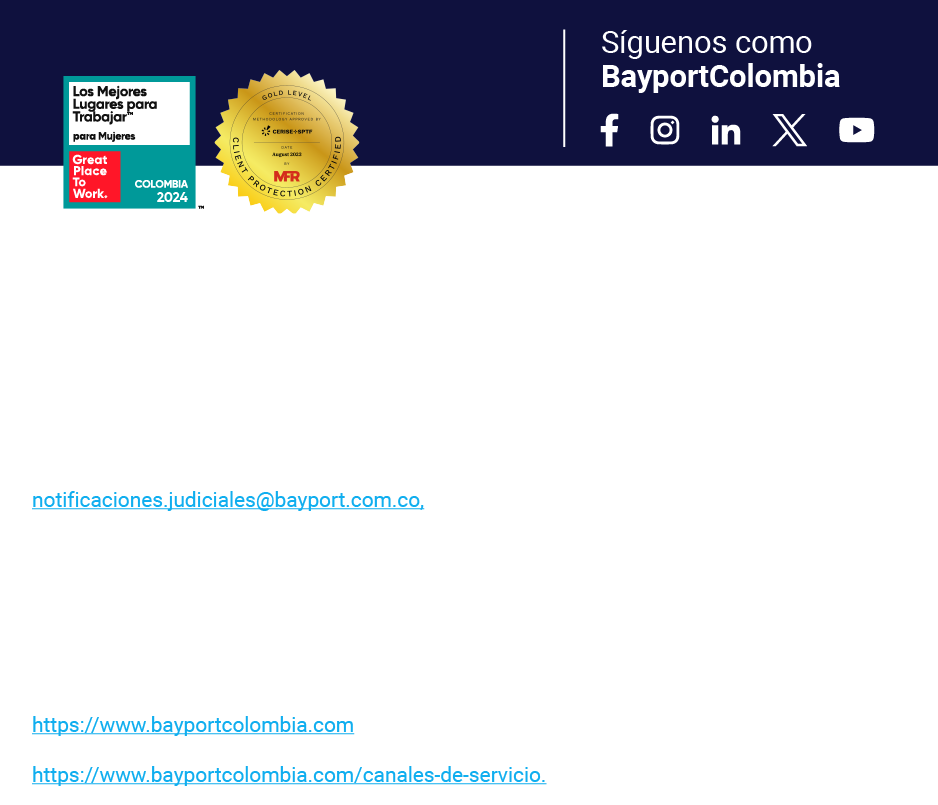 Síguenos como
BayportColombia
Los Mejores
Lugares para
Trabajar™
para Mujeres
Great
Place
To
Work.
COLOMBIA
2024
™
GOLD LEVEL
CERTIFICATION
METHODOLOGY APPROVED BY
CERISE+SPTF
DATE
August 2023
BY
MFR
CLIENT PROTECTION CERTIFIED
notificaciones.judiciales@bayport.com.co,
https://www.bayportcolombia.com
https://www.bayportcolombia.com/canales-de-servicio.